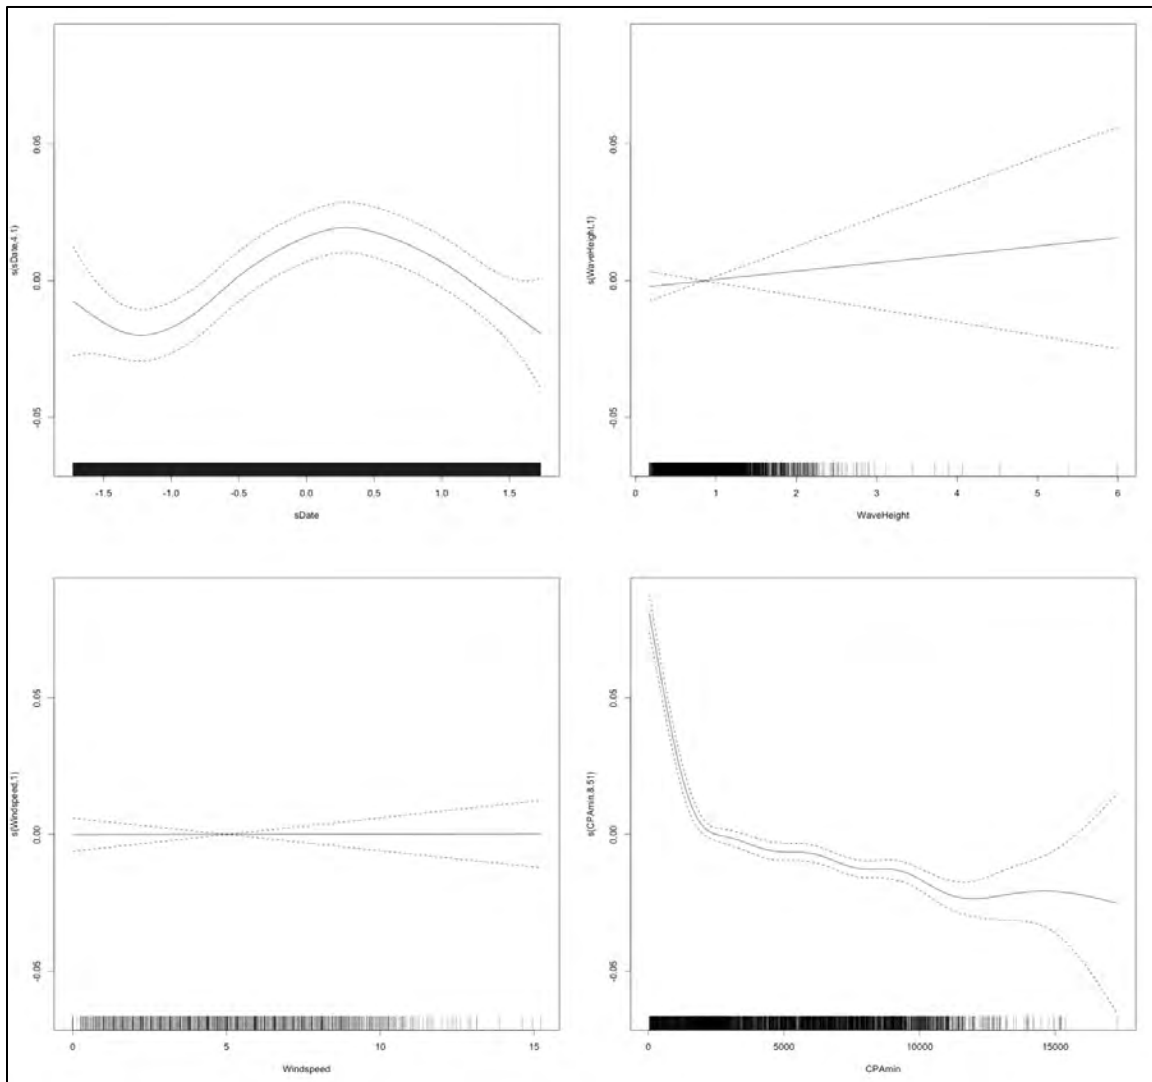 0.05
0.00
-0.05
s(sDate,4.1)
-1.5 -1.0 -0.5 0.0 0.5 1.0 1.5
sDate
0.05
0.00
-0.05
s(WaveHeight,1)
0 1 2 3 4 5 6
WaveHeight
0.05
0.00
-0.05
s(Windspeed,1)
0 5 10 15
Windspeed
0.05
0.00
-0.05
s(CPAmin,8.51)
0 5000 10000 15000
CPAmin